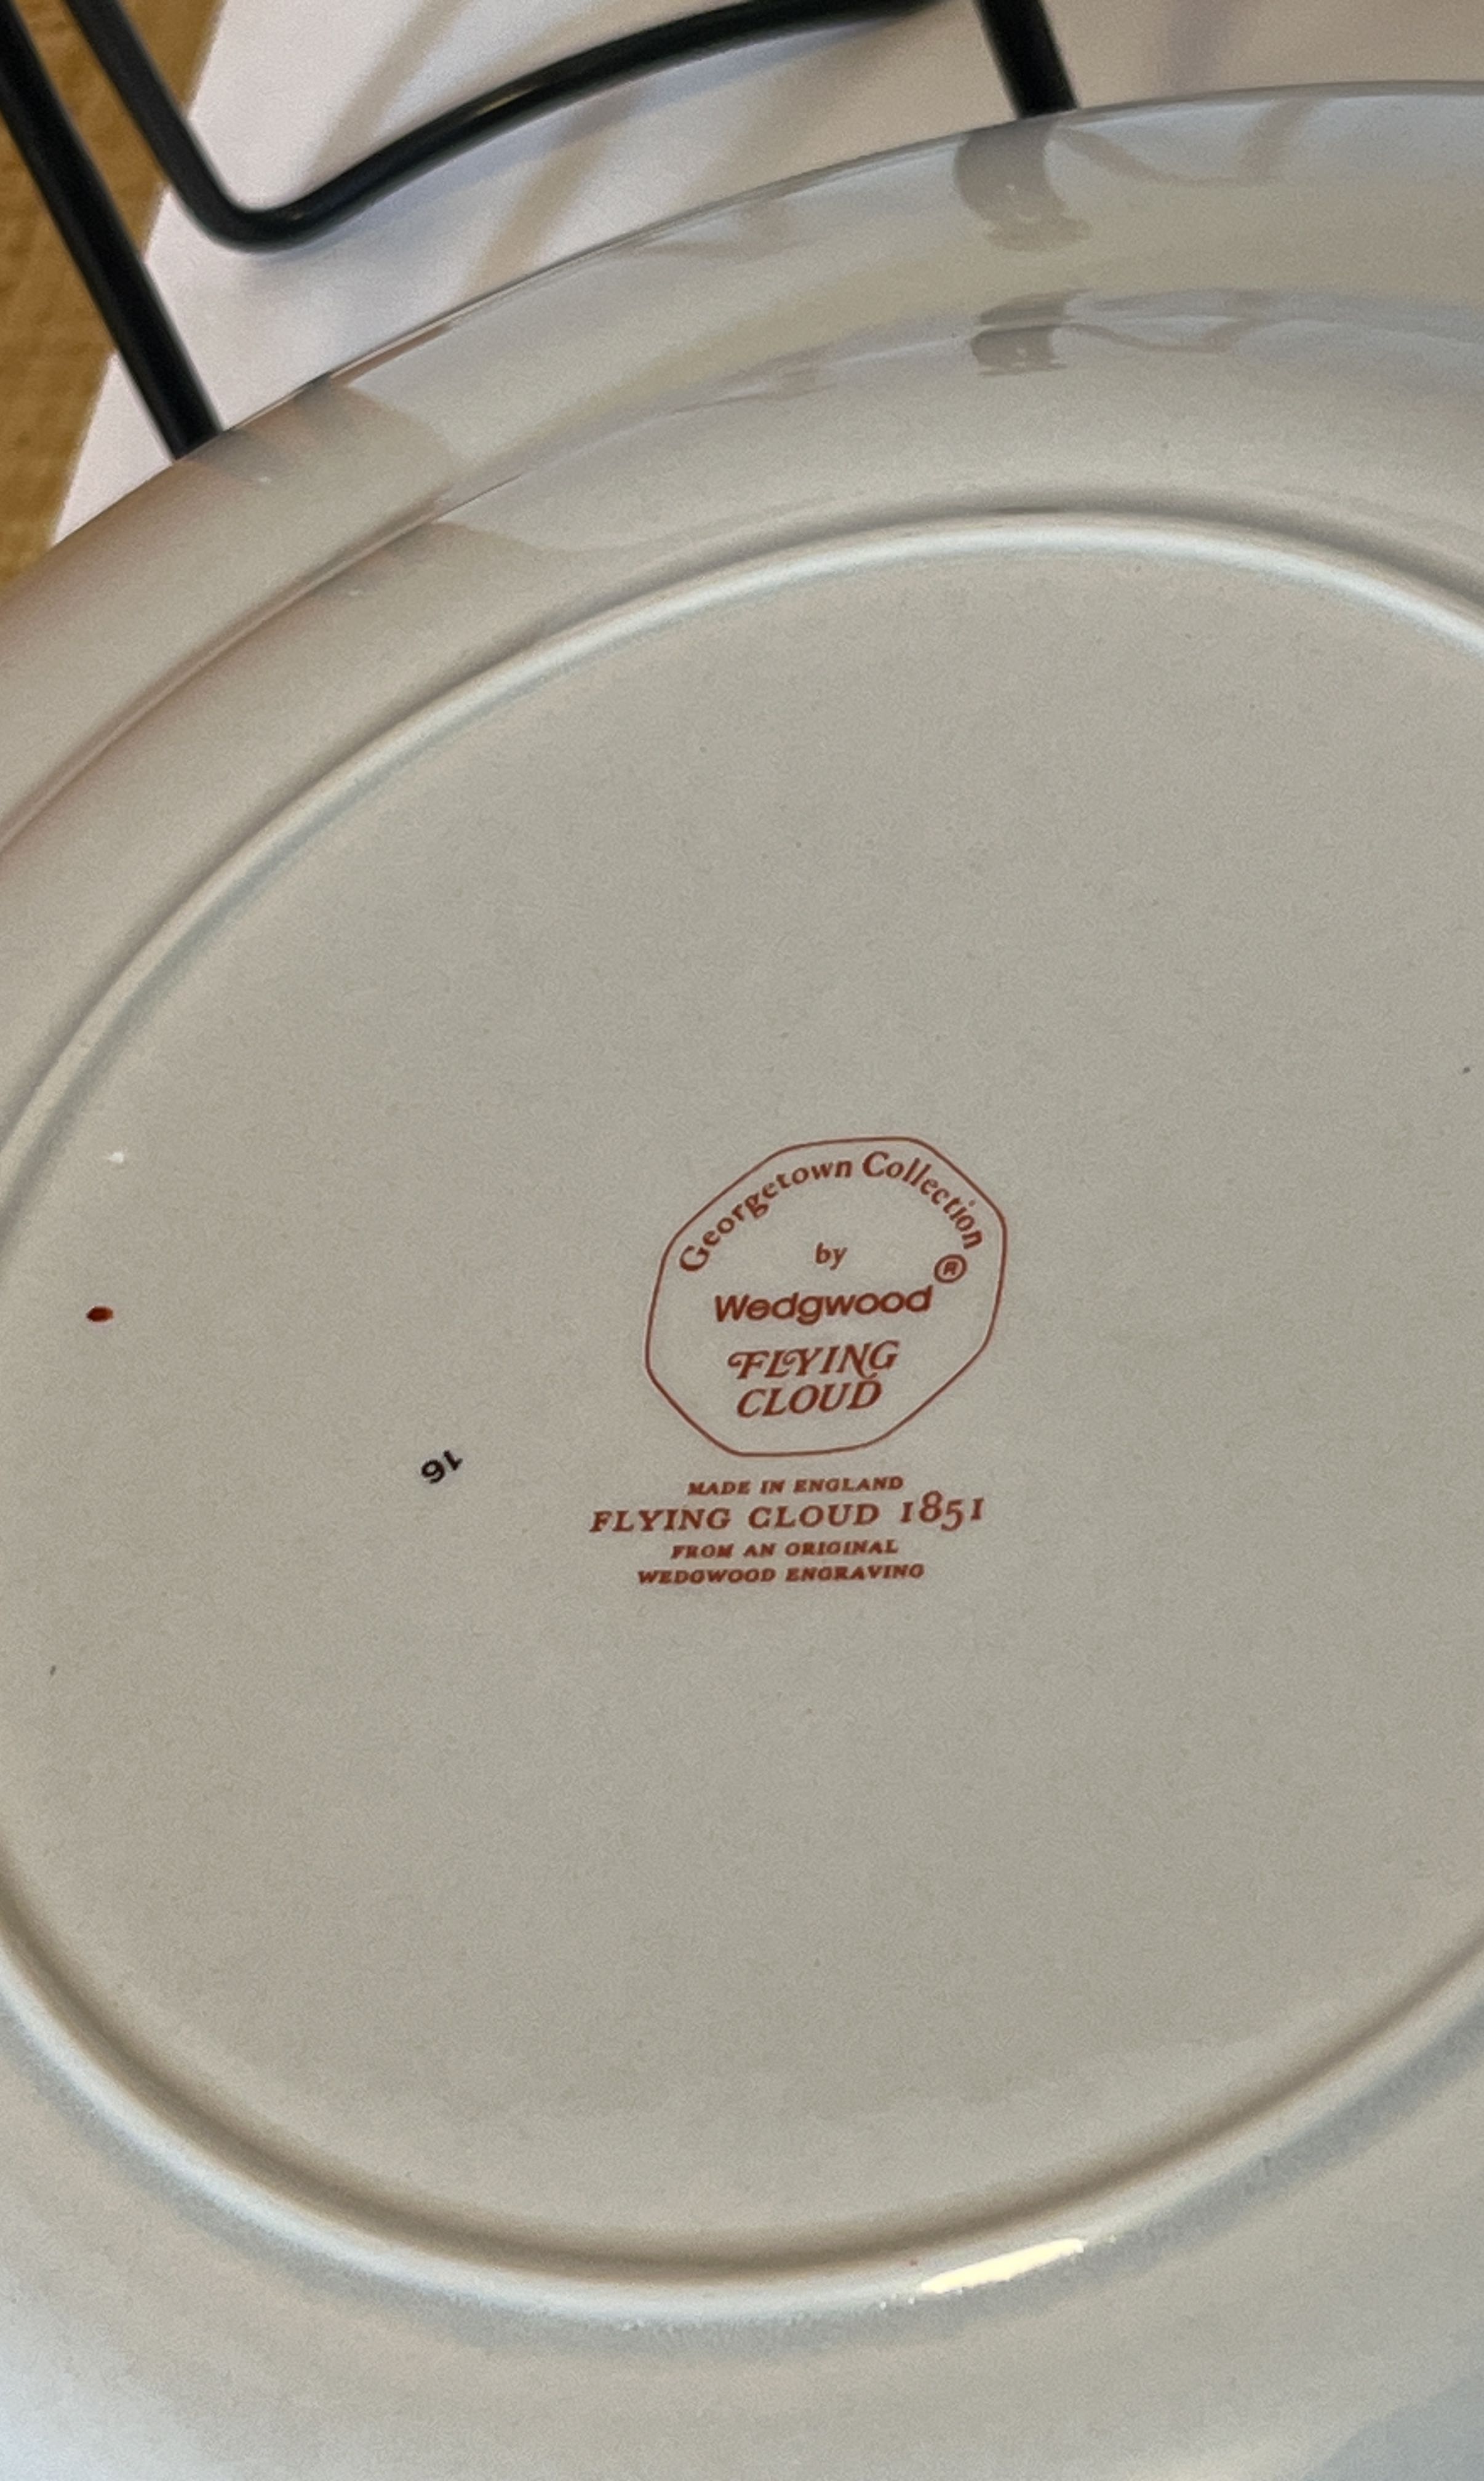 Georgetown Collection
by
Wedgwood ®
FLYING
CLOUD
MADE IN ENGLAND
FLYING CLOUD 1851
FROM AN ORIGINAL
WEDGWOOD ENGRAVING
16